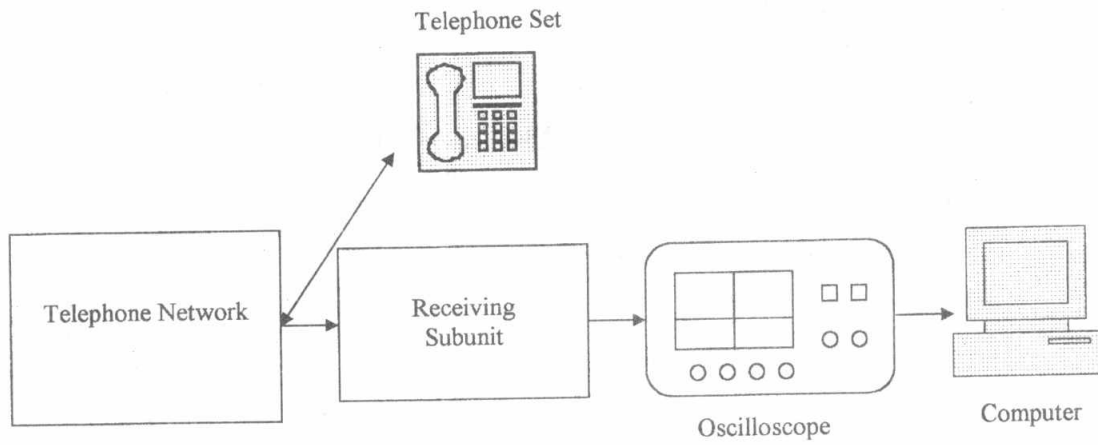 Telephone Set
Telephone Network
Receiving
Subunit
Oscilloscope
Computer